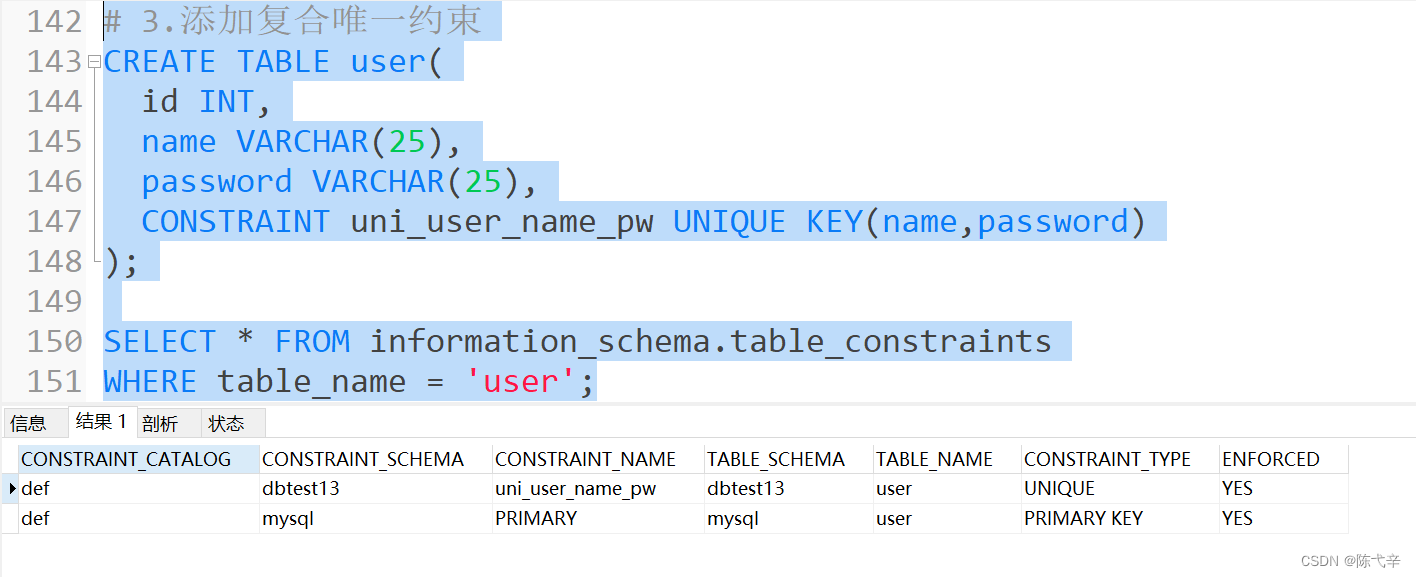 142 # 3.添加复合唯一约束
143 CREATE TABLE user(
144 id INT,
145 name VARCHAR(25),
146 password VARCHAR(25),
147 CONSTRAINT uni_user_name_pw UNIQUE KEY(name,password)
148 );
149
150 SELECT * FROM information_schema.table_constraints
151 WHERE table_name = 'user';
信息 结果 1 剖析 状态
CONSTRAINT_CATALOG CONSTRAINT_SCHEMA CONSTRAINT_NAME TABLE_SCHEMA TABLE_NAME CONSTRAINT_TYPE ENFORCED
def dbtest13 uni_user_name_pw dbtest13 user UNIQUE YES
def mysql PRIMARY mysql user PRIMARY KEY YES
CSDN @陈弋辛